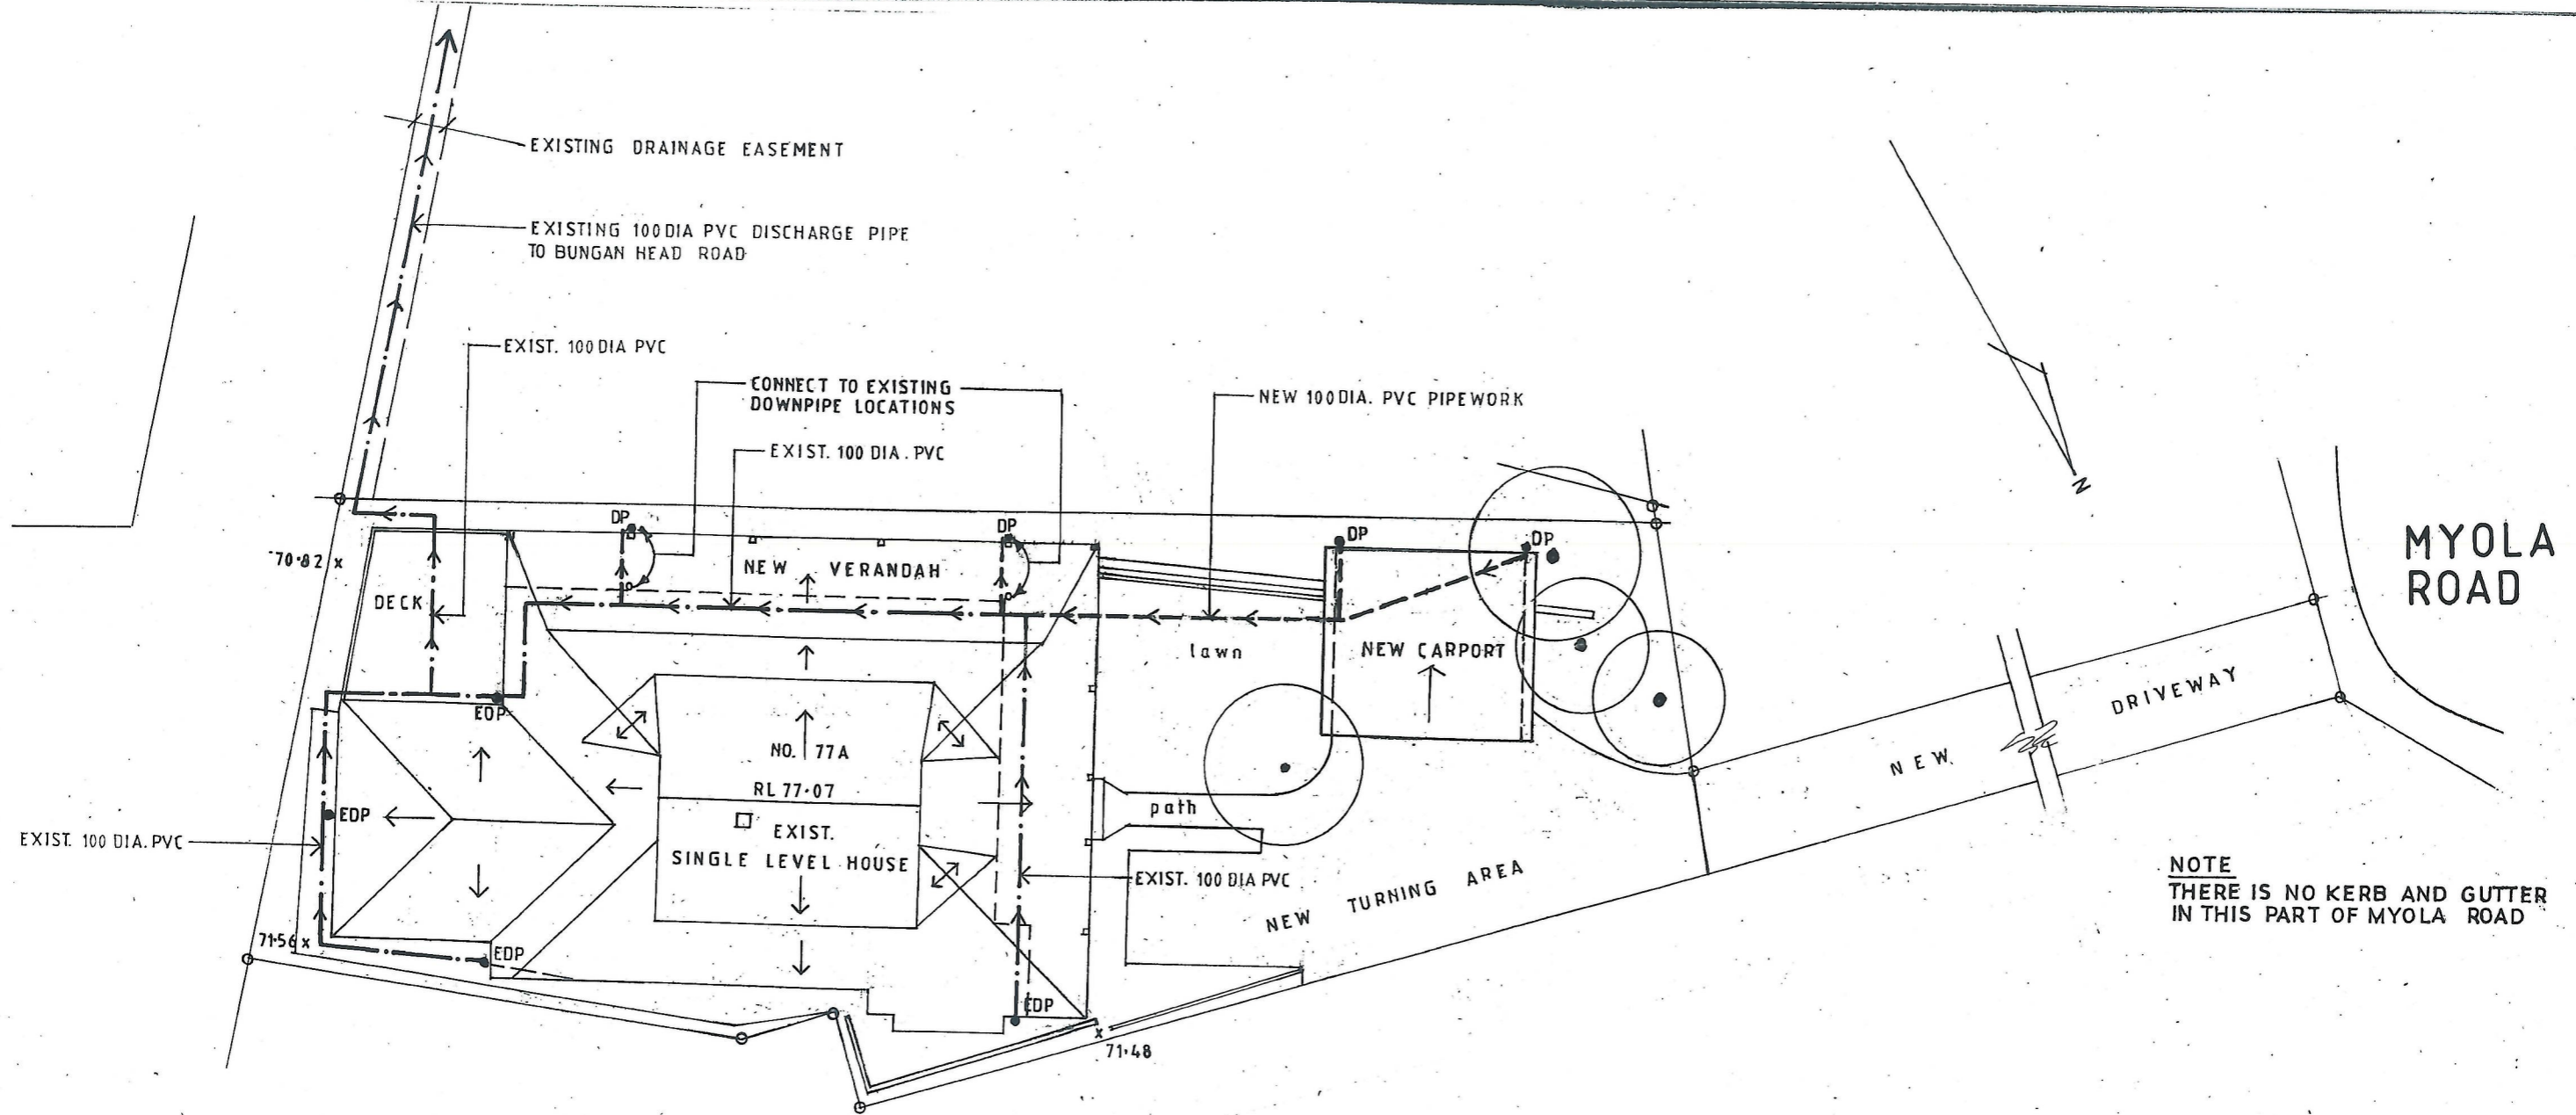 EXISTING DRAINAGE EASEMENT
EXISTING 100DIA PVC DISCHARGE PIPE
TO BUNGAN HEAD ROAD
EXIST. 100 DIA PVC
CONNECT TO EXISTING
DOWNPIPE LOCATIONS
NEW 100DIA. PVC PIPEWORK
EXIST. 100 DIA. PVC
N
MYOLA
ROAD
DP
DP
DP
DP
70·82 x
NEW VERANDAH
DECK
lawn
NEW CARPORT
DRIVEWAY
EDP
NO. 77A
NEW
RL 77·07
path
EDP
EXIST.
EXIST. 100 DIA. PVC
SINGLE LEVEL HOUSE
EXIST. 100 DIA PVC
NEW TURNING AREA
NOTE
THERE IS NO KERB AND GUTTER
IN THIS PART OF MYOLA ROAD
71·56 x
EDP
EDP
x
71·48